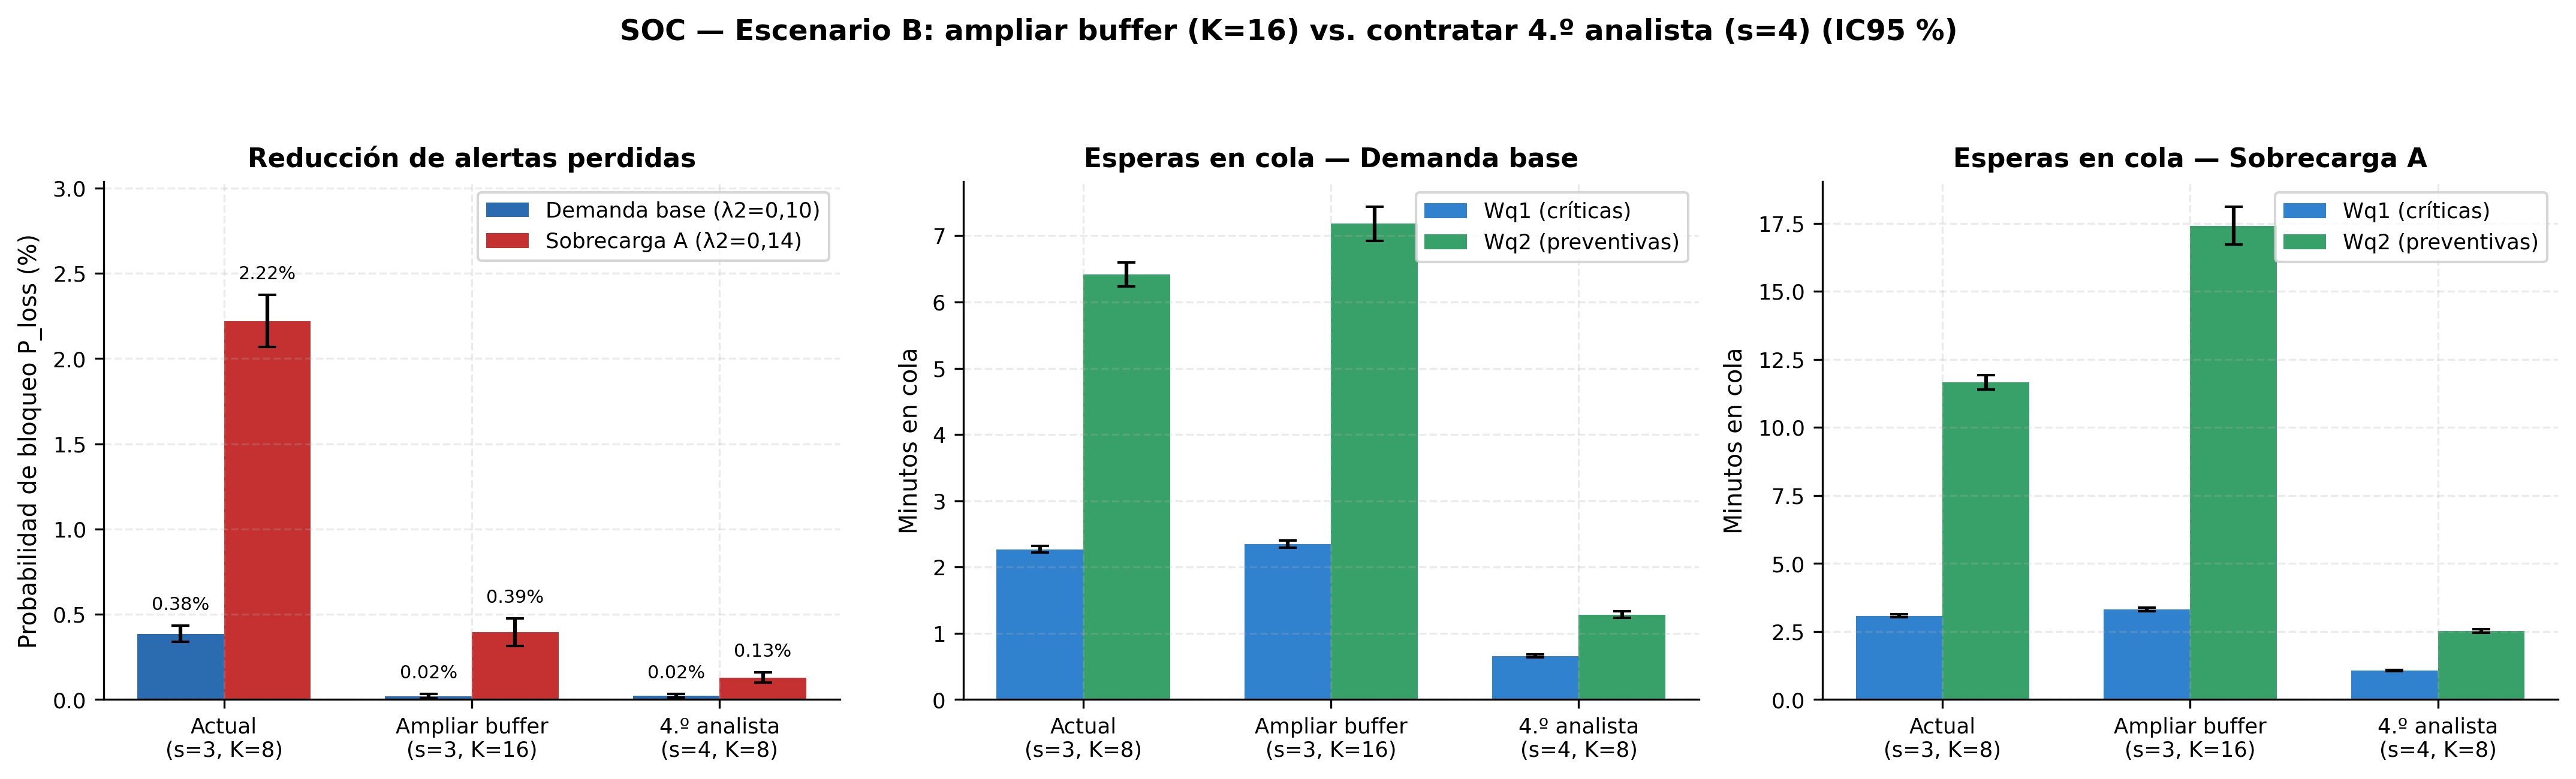 SOC — Escenario B: ampliar buffer (K=16) vs. contratar 4.º analista (s=4) (IC95 %)
Reducción de alertas perdidas
Probabilidad de bloqueo P_loss (%)
3.0
2.5
2.0
1.5
1.0
0.5
0.0
Demanda base (λ2=0,10)
Sobrecarga A (λ2=0,14)
0.38%
2.22%
0.02%
0.39%
0.02%
0.13%
Actual
(s=3, K=8)
Ampliar buffer
(s=3, K=16)
4.º analista
(s=4, K=8)
Esperas en cola — Demanda base
Minutos en cola
7
6
5
4
3
2
1
0
Wq1 (críticas)
Wq2 (preventivas)
Actual
(s=3, K=8)
Ampliar buffer
(s=3, K=16)
4.º analista
(s=4, K=8)
Esperas en cola — Sobrecarga A
Minutos en cola
17.5
15.0
12.5
10.0
7.5
5.0
2.5
0.0
Wq1 (críticas)
Wq2 (preventivas)
Actual
(s=3, K=8)
Ampliar buffer
(s=3, K=16)
4.º analista
(s=4, K=8)